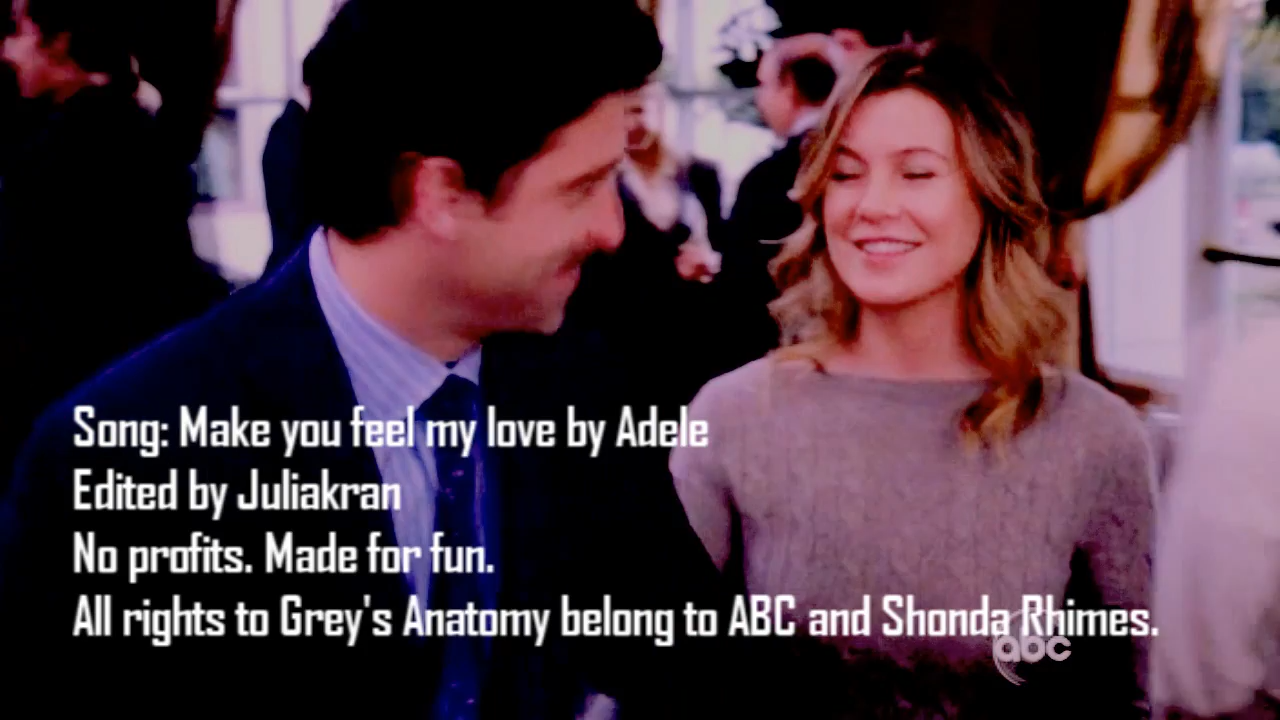 Song: Make you feel my love by Adele
Edited by Juliakran
No profits. Made for fun.
All rights to Grey's Anatomy belong to ABC and Shonda Rhimes.
abc